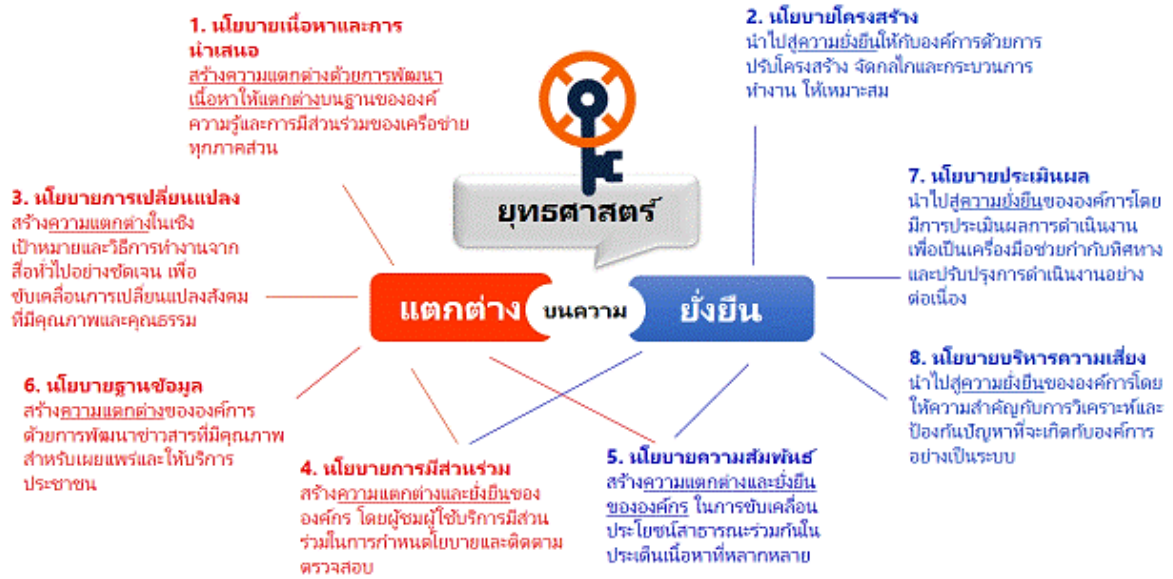 1. นโยบายเนื้อหาและการ
นำเสนอ
สร้างความแตกต่างด้วยการพัฒนา
เนื้อหาให้แตกต่างบนฐานขององค์
ความรู้และการมีส่วนร่วมของเครือข่าย
ทุกภาคส่วน
2. นโยบายโครงสร้าง
นำไปสู่ความยั่งยืนให้กับองค์การด้วยการ
ปรับโครงสร้าง จัดกลไกและกระบวนการ
ทำงาน ให้เหมาะสม
ยุทธศาสตร์
แตกต่าง บนความ ยั่งยืน
3. นโยบายการเปลี่ยนแปลง
สร้างความแตกต่างในเชิง
เป้าหมายและวิธีการทำงานจาก
สื่อทั่วไปอย่างชัดเจน เพื่อ
ขับเคลื่อนการเปลี่ยนแปลงสังคม
ที่มีคุณภาพและคุณธรรม
7. นโยบายประเมินผล
นำไปสู่ความยั่งยืนขององค์การโดย
มีการประเมินผลการดำเนินงาน
เพื่อเป็นเครื่องมือช่วยกำกับทิศทาง
และปรับปรุงการดำเนินงานอย่าง
ต่อเนื่อง
6. นโยบายฐานข้อมูล
สร้างความแตกต่างขององค์การ
ด้วยการพัฒนาข่าวสารที่มีคุณภาพ
สำหรับเผยแพร่และให้บริการ
ประชาชน
4. นโยบายการมีส่วนร่วม
สร้างความแตกต่างและยั่งยืนของ
องค์กร โดยผู้ชมผู้ใช้บริการมีส่วน
ร่วมในการกำหนดโยบายและติดตาม
ตรวจสอบ
5. นโยบายความสัมพันธ์
สร้างความแตกต่างและยั่งยืน
ขององค์กร ในการขับเคลื่อน
ประโยชน์สาธารณะร่วมกันใน
ประเด็นเนื้อหาที่หลากหลาย
8. นโยบายบริหารความเสี่ยง
นำไปสู่ความยั่งยืนขององค์การโดย
ให้ความสำคัญกับการวิเคราะห์และ
ป้องกันปัญหาที่จะเกิดกับองค์การ
อย่างเป็นระบบ